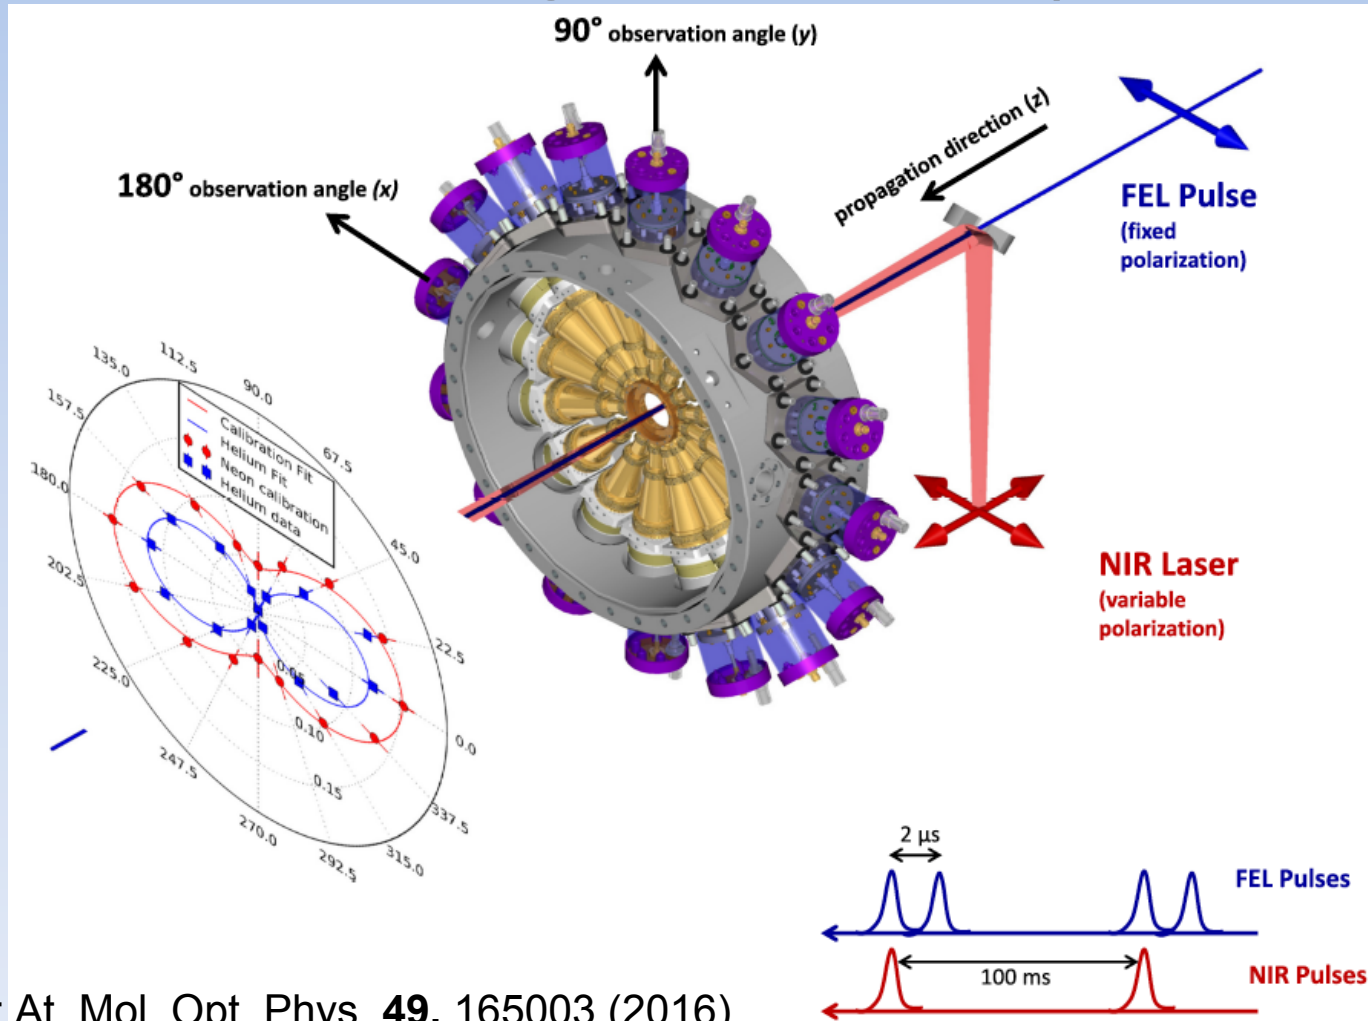 90° observation angle (y)
180° observation angle (x)
propagation direction (z)
FEL Pulse
(fixed
polarization)
NIR Laser
(variable
polarization)
112.5
135.0
90.0
157.5
67.5
180.0
45.0
202.5
22.5
225.0
0.0
247.5
337.5
270.0
315.0
292.5
0.05
0.10
0.15
Calibration Fit
Helium Fit
Neon calibration
Helium data
2 µs
FEL Pulses
100 ms
NIR Pulses
At. Mol. Opt. Phys. 49, 165003 (2016)